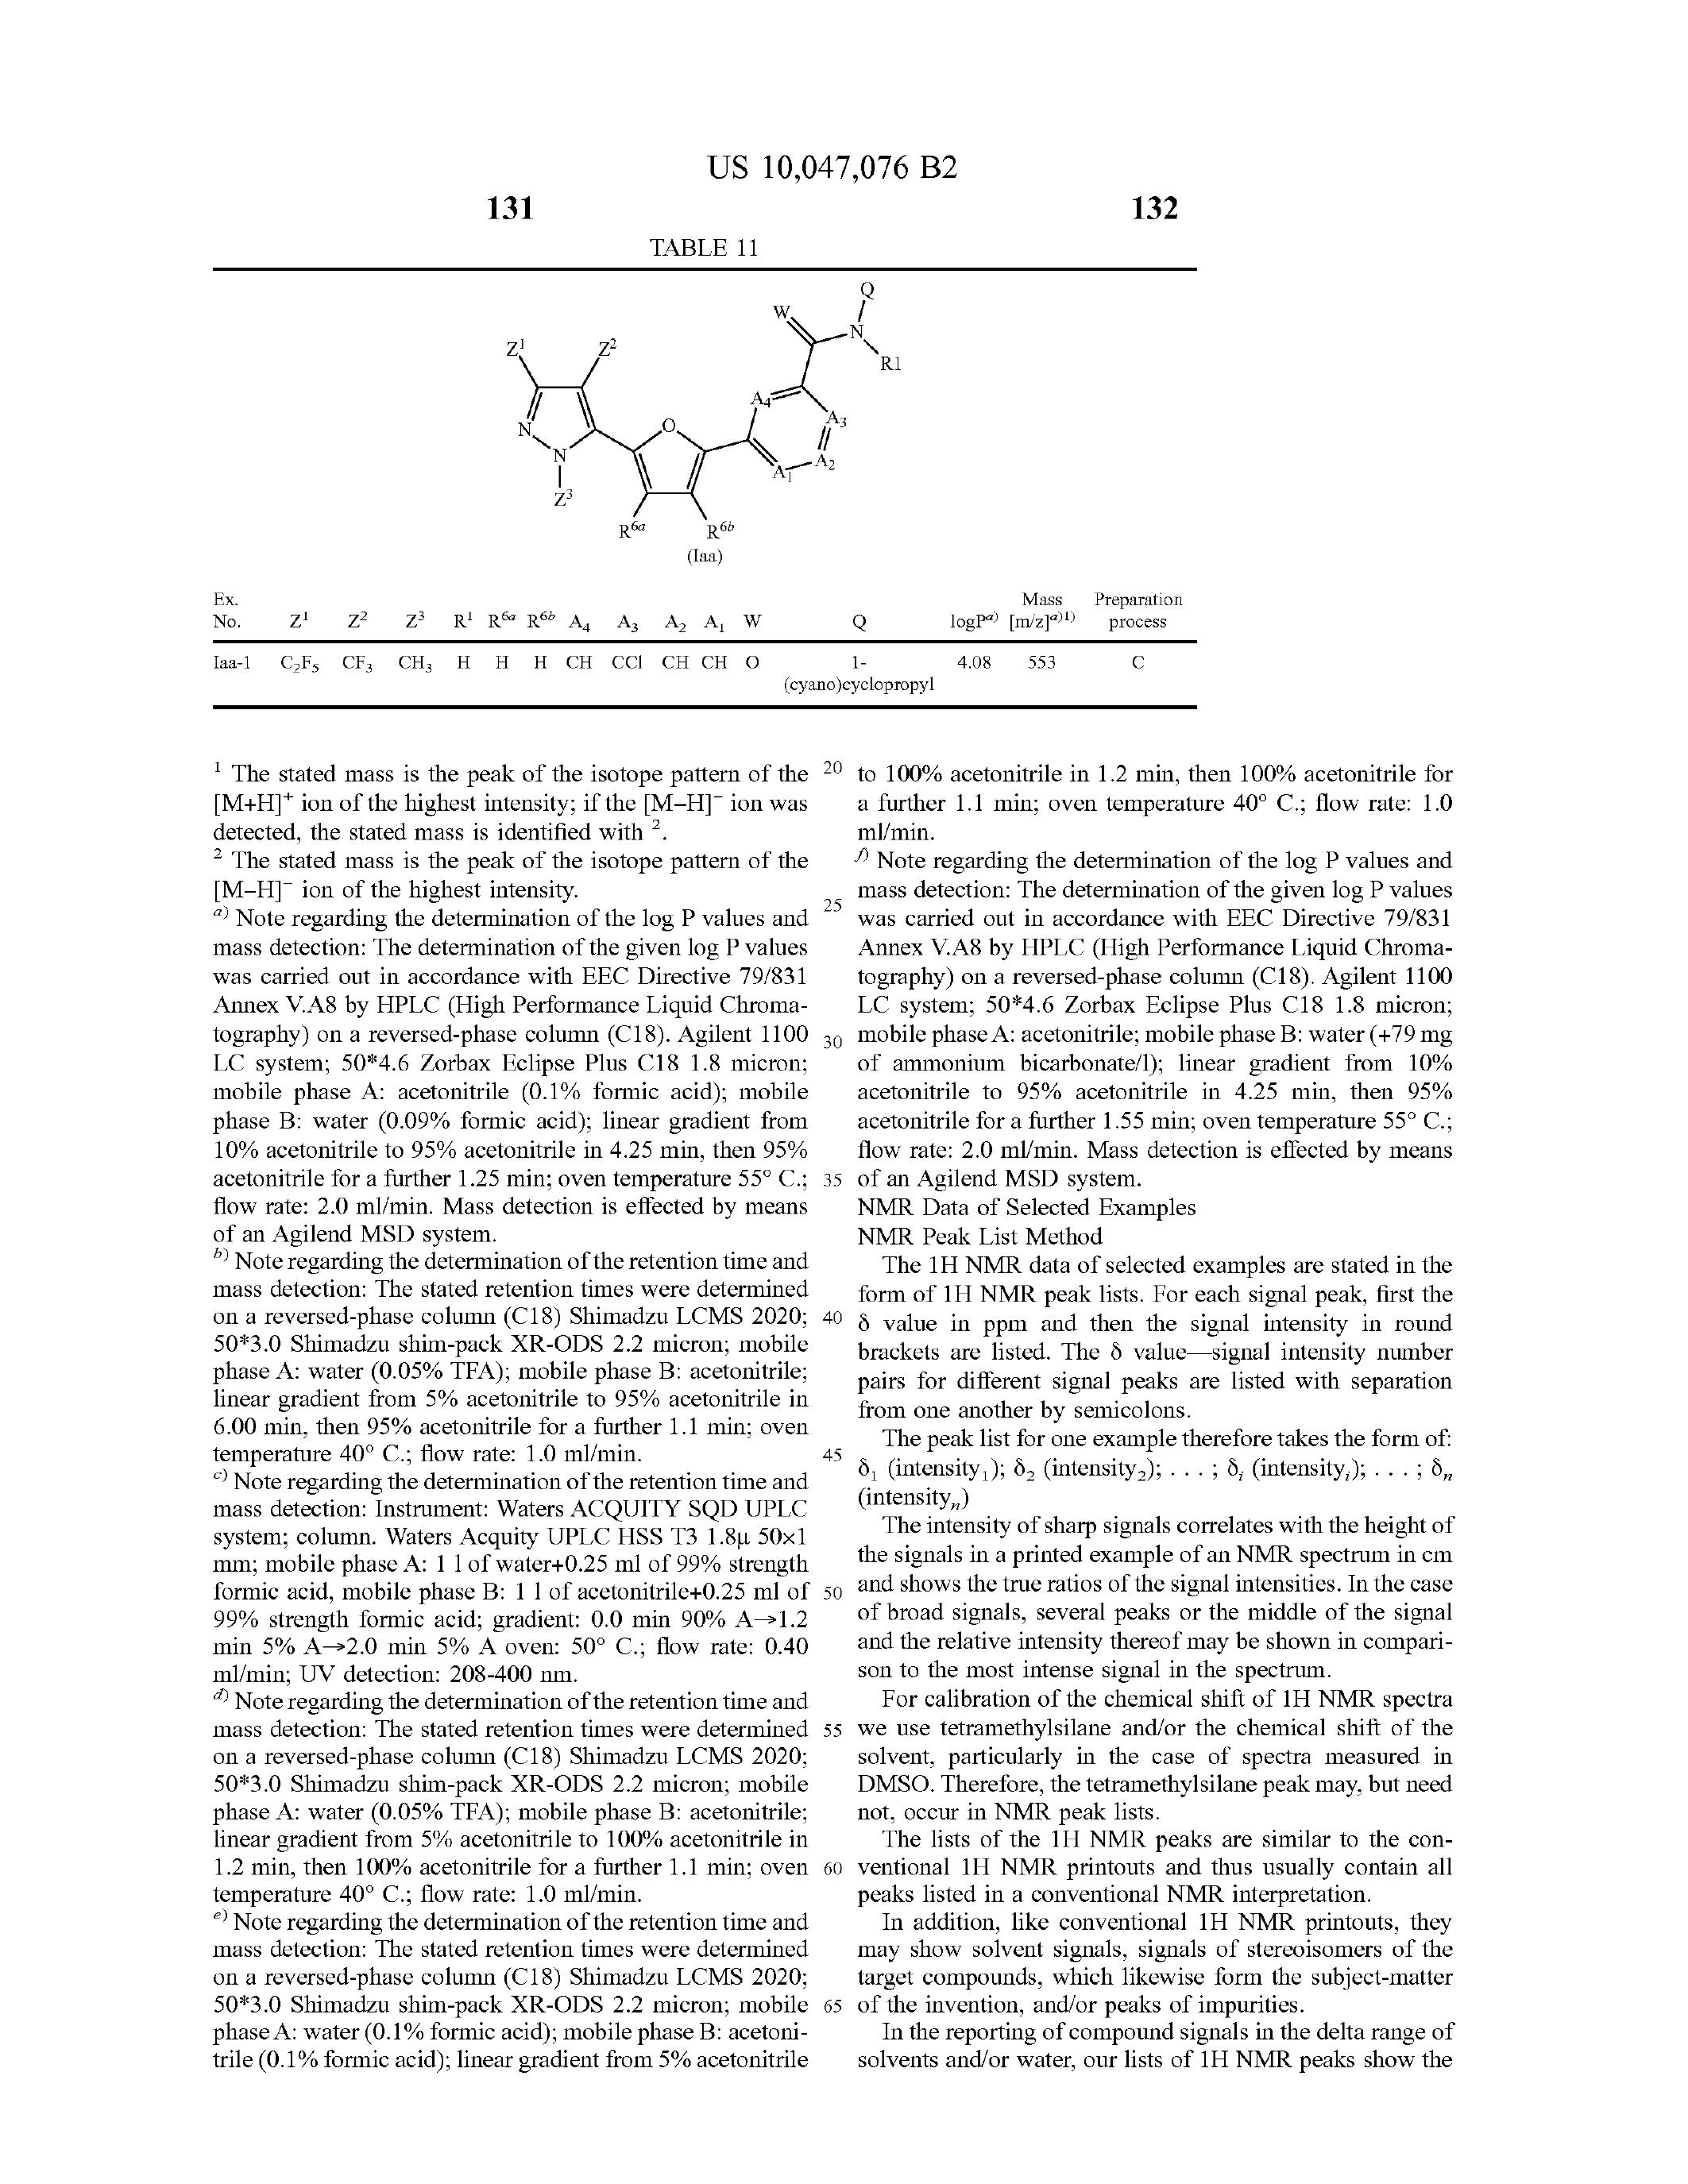 US 10,047,076 B2
131
132
TABLE 11
Q
W
N
R1
Z¹
Z²
A₄
A₃
N
O
N
A₂
A₁
Z³
R⁶ᵃ
R⁶ᵇ
(Iaa)
Ex.
Mass Preparation
No. Z¹ Z² Z³ R¹ R⁶ᵃ R⁶ᵇ A₄ A₃ A₂ A₁ W Q logPᵃ⁾ [m/z]ᵃ⁾¹⁾ process
Iaa-1 C₂F₅ CF₃ CH₃ H H H CH CCl CH CH O 1- 4.08 553 C
(cyano)cyclopropyl
¹ The stated mass is the peak of the isotope pattern of the
[M+H]⁺ ion of the highest intensity; if the [M–H]⁻ ion was
detected, the stated mass is identified with ².
² The stated mass is the peak of the isotope pattern of the
[M–H]⁻ ion of the highest intensity.
ᵃ⁾ Note regarding the determination of the log P values and
mass detection: The determination of the given log P values
was carried out in accordance with EEC Directive 79/831
Annex V.A8 by HPLC (High Performance Liquid Chroma-
tography) on a reversed-phase column (C18). Agilent 1100
LC system; 50*4.6 Zorbax Eclipse Plus C18 1.8 micron;
mobile phase A: acetonitrile (0.1% formic acid); mobile
phase B: water (0.09% formic acid); linear gradient from
10% acetonitrile to 95% acetonitrile in 4.25 min, then 95%
acetonitrile for a further 1.25 min; oven temperature 55° C.;
flow rate: 2.0 ml/min. Mass detection is effected by means
of an Agilend MSD system.
ᵇ⁾ Note regarding the determination of the retention time and
mass detection: The stated retention times were determined
on a reversed-phase column (C18) Shimadzu LCMS 2020;
50*3.0 Shimadzu shim-pack XR-ODS 2.2 micron; mobile
phase A: water (0.05% TFA); mobile phase B: acetonitrile;
linear gradient from 5% acetonitrile to 95% acetonitrile in
6.00 min, then 95% acetonitrile for a further 1.1 min; oven
temperature 40° C.; flow rate: 1.0 ml/min.
ᶜ⁾ Note regarding the determination of the retention time and
mass detection: Instrument: Waters ACQUITY SQD UPLC
system; column. Waters Acquity UPLC HSS T3 1.8µ 50x1
mm; mobile phase A: 1 l of water+0.25 ml of 99% strength
formic acid, mobile phase B: 1 l of acetonitrile+0.25 ml of
99% strength formic acid; gradient: 0.0 min 90% A→1.2
min 5% A→2.0 min 5% A oven: 50° C.; flow rate: 0.40
ml/min; UV detection: 208-400 nm.
ᵈ⁾ Note regarding the determination of the retention time and
mass detection: The stated retention times were determined
on a reversed-phase column (C18) Shimadzu LCMS 2020;
50*3.0 Shimadzu shim-pack XR-ODS 2.2 micron; mobile
phase A: water (0.05% TFA); mobile phase B: acetonitrile;
linear gradient from 5% acetonitrile to 100% acetonitrile in
1.2 min, then 100% acetonitrile for a further 1.1 min; oven
temperature 40° C.; flow rate: 1.0 ml/min.
ᵉ⁾ Note regarding the determination of the retention time and
mass detection: The stated retention times were determined
on a reversed-phase column (C18) Shimadzu LCMS 2020;
50*3.0 Shimadzu shim-pack XR-ODS 2.2 micron; mobile
phase A: water (0.1% formic acid); mobile phase B: acetoni-
trile (0.1% formic acid); linear gradient from 5% acetonitrile
20
25
30
35
40
45
50
55
60
65
to 100% acetonitrile in 1.2 min, then 100% acetonitrile for
a further 1.1 min; oven temperature 40° C.; flow rate: 1.0
ml/min.
ᶠ⁾ Note regarding the determination of the log P values and
mass detection: The determination of the given log P values
was carried out in accordance with EEC Directive 79/831
Annex V.A8 by HPLC (High Performance Liquid Chroma-
tography) on a reversed-phase column (C18). Agilent 1100
LC system; 50*4.6 Zorbax Eclipse Plus C18 1.8 micron;
mobile phase A: acetonitrile; mobile phase B: water (+79 mg
of ammonium bicarbonate/l); linear gradient from 10%
acetonitrile to 95% acetonitrile in 4.25 min, then 95%
acetonitrile for a further 1.55 min; oven temperature 55° C.;
flow rate: 2.0 ml/min. Mass detection is effected by means
of an Agilend MSD system.
NMR Data of Selected Examples
NMR Peak List Method
The 1H NMR data of selected examples are stated in the
form of 1H NMR peak lists. For each signal peak, first the
δ value in ppm and then the signal intensity in round
brackets are listed. The δ value—signal intensity number
pairs for different signal peaks are listed with separation
from one another by semicolons.
The peak list for one example therefore takes the form of:
δ₁ (intensity₁); δ₂ (intensity₂); . . . ; δᵢ (intensityᵢ); . . . ; δₙ
(intensityₙ)
The intensity of sharp signals correlates with the height of
the signals in a printed example of an NMR spectrum in cm
and shows the true ratios of the signal intensities. In the case
of broad signals, several peaks or the middle of the signal
and the relative intensity thereof may be shown in compari-
son to the most intense signal in the spectrum.
For calibration of the chemical shift of 1H NMR spectra
we use tetramethylsilane and/or the chemical shift of the
solvent, particularly in the case of spectra measured in
DMSO. Therefore, the tetramethylsilane peak may, but need
not, occur in NMR peak lists.
The lists of the 1H NMR peaks are similar to the con-
ventional 1H NMR printouts and thus usually contain all
peaks listed in a conventional NMR interpretation.
In addition, like conventional 1H NMR printouts, they
may show solvent signals, signals of stereoisomers of the
target compounds, which likewise form the subject-matter
of the invention, and/or peaks of impurities.
In the reporting of compound signals in the delta range of
solvents and/or water, our lists of 1H NMR peaks show the